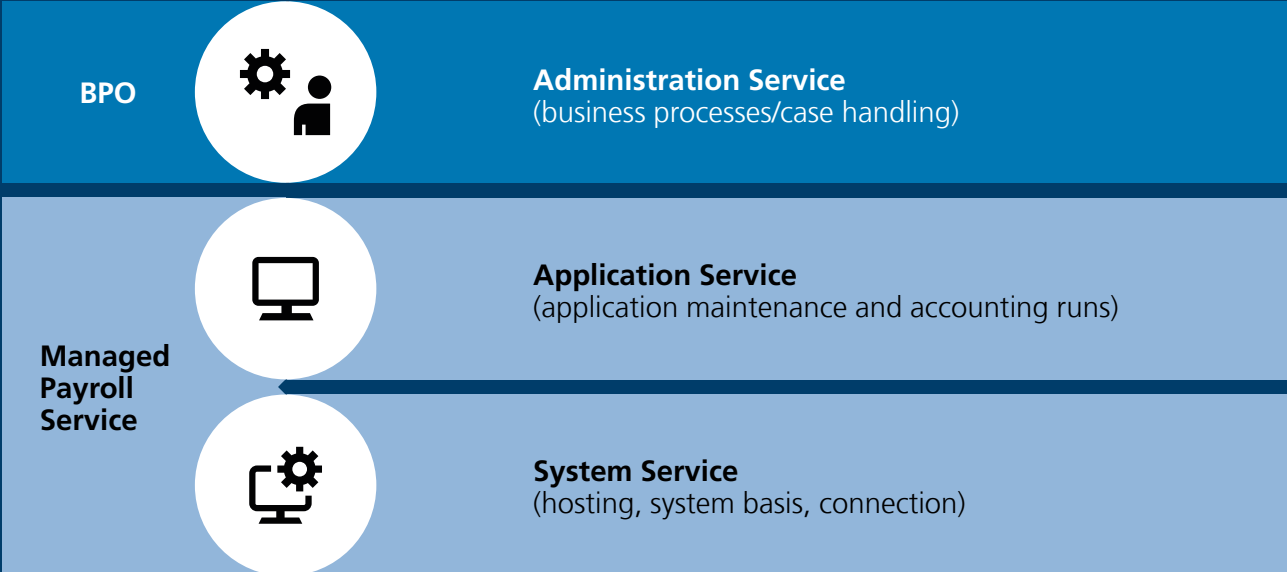 BPO
Administration Service
(business processes/case handling)
Application Service
(application maintenance and accounting runs)
Managed
Payroll
Service
System Service
(hosting, system basis, connection)